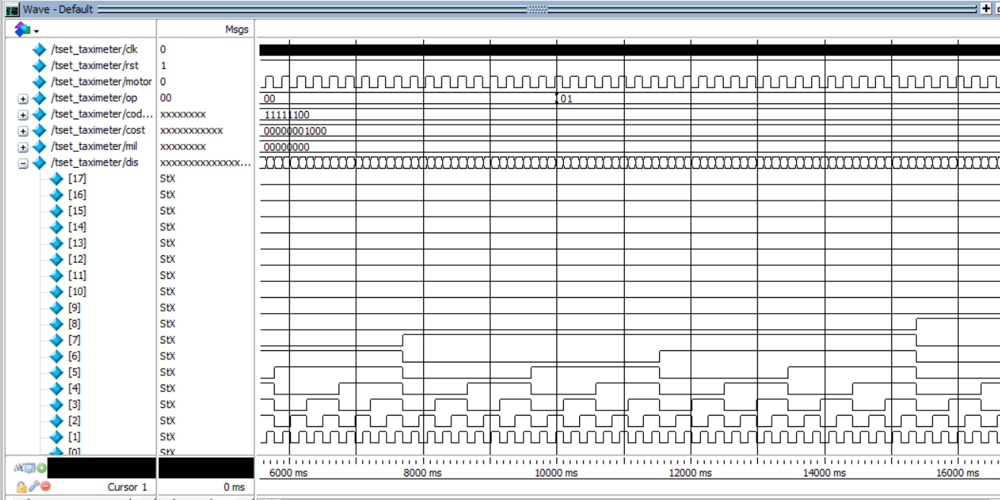 Wave - Default
Msgs
/tset_taximeter/clk 0
/tset_taximeter/rst 1
/tset_taximeter/motor 0
/tset_taximeter/op 00 00 01
/tset_taximeter/cod... xxxxxxxx 11111100
/tset_taximeter/cost xxxxxxxxxxx 00000001000
/tset_taximeter/mil xxxxxxxx 00000000
/tset_taximeter/dis xxxxxxxxxxxxxx...
[17] StX
[16] StX
[15] StX
[14] StX
[13] StX
[12] StX
[11] StX
[10] StX
[9] StX
[8] StX
[7] StX
[6] StX
[5] StX
[4] StX
[3] StX
[2] StX
[1] StX
[0] StX
6000 ms 8000 ms 10000 ms 12000 ms 14000 ms 16000 ms
Cursor 1 0 ms